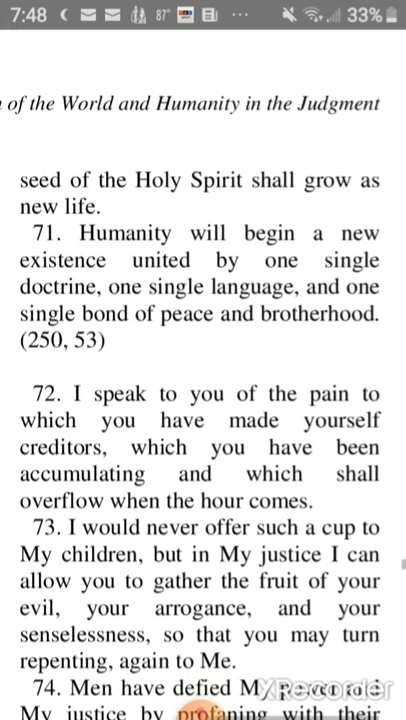 7:48 87° 33%
of the World and Humanity in the Judgment
seed of the Holy Spirit shall grow as
new life.
71. Humanity will begin a new
existence united by one single
doctrine, one single language, and one
single bond of peace and brotherhood.
(250, 53)
72. I speak to you of the pain to
which you have made yourself
creditors, which you have been
accumulating and which shall
overflow when the hour comes.
73. I would never offer such a cup to
My children, but in My justice I can
allow you to gather the fruit of your
evil, your arrogance, and your
senselessness, so that you may turn
repenting, again to Me.
74. Men have defied My power and
XRecorder
My justice by profaning with their